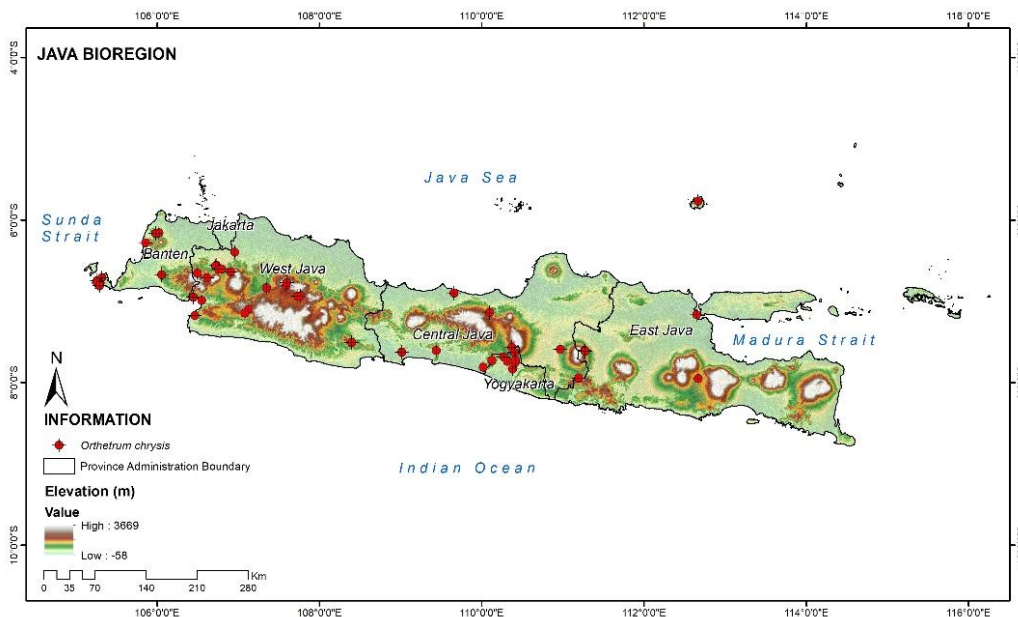 106°0'0"E 108°0'0"E 110°0'0"E 112°0'0"E 114°0'0"E 116°0'0"E
JAVA BIOREGION
4°0'0"S
Java Sea
Sunda
Strait
6°0'0"S
Jakarta
Banten
West Java
Central Java
East Java
Madura Strait
Yogyakarta
8°0'0"S
N
INFORMATION
Orthetrum chrysis
Province Administration Boundary
Indian Ocean
Elevation (m)
Value
High : 3669
Low : -58
10°0'0"S
Km
0 35 70 140 210 280
106°0'0"E 108°0'0"E 110°0'0"E 112°0'0"E 114°0'0"E 116°0'0"E